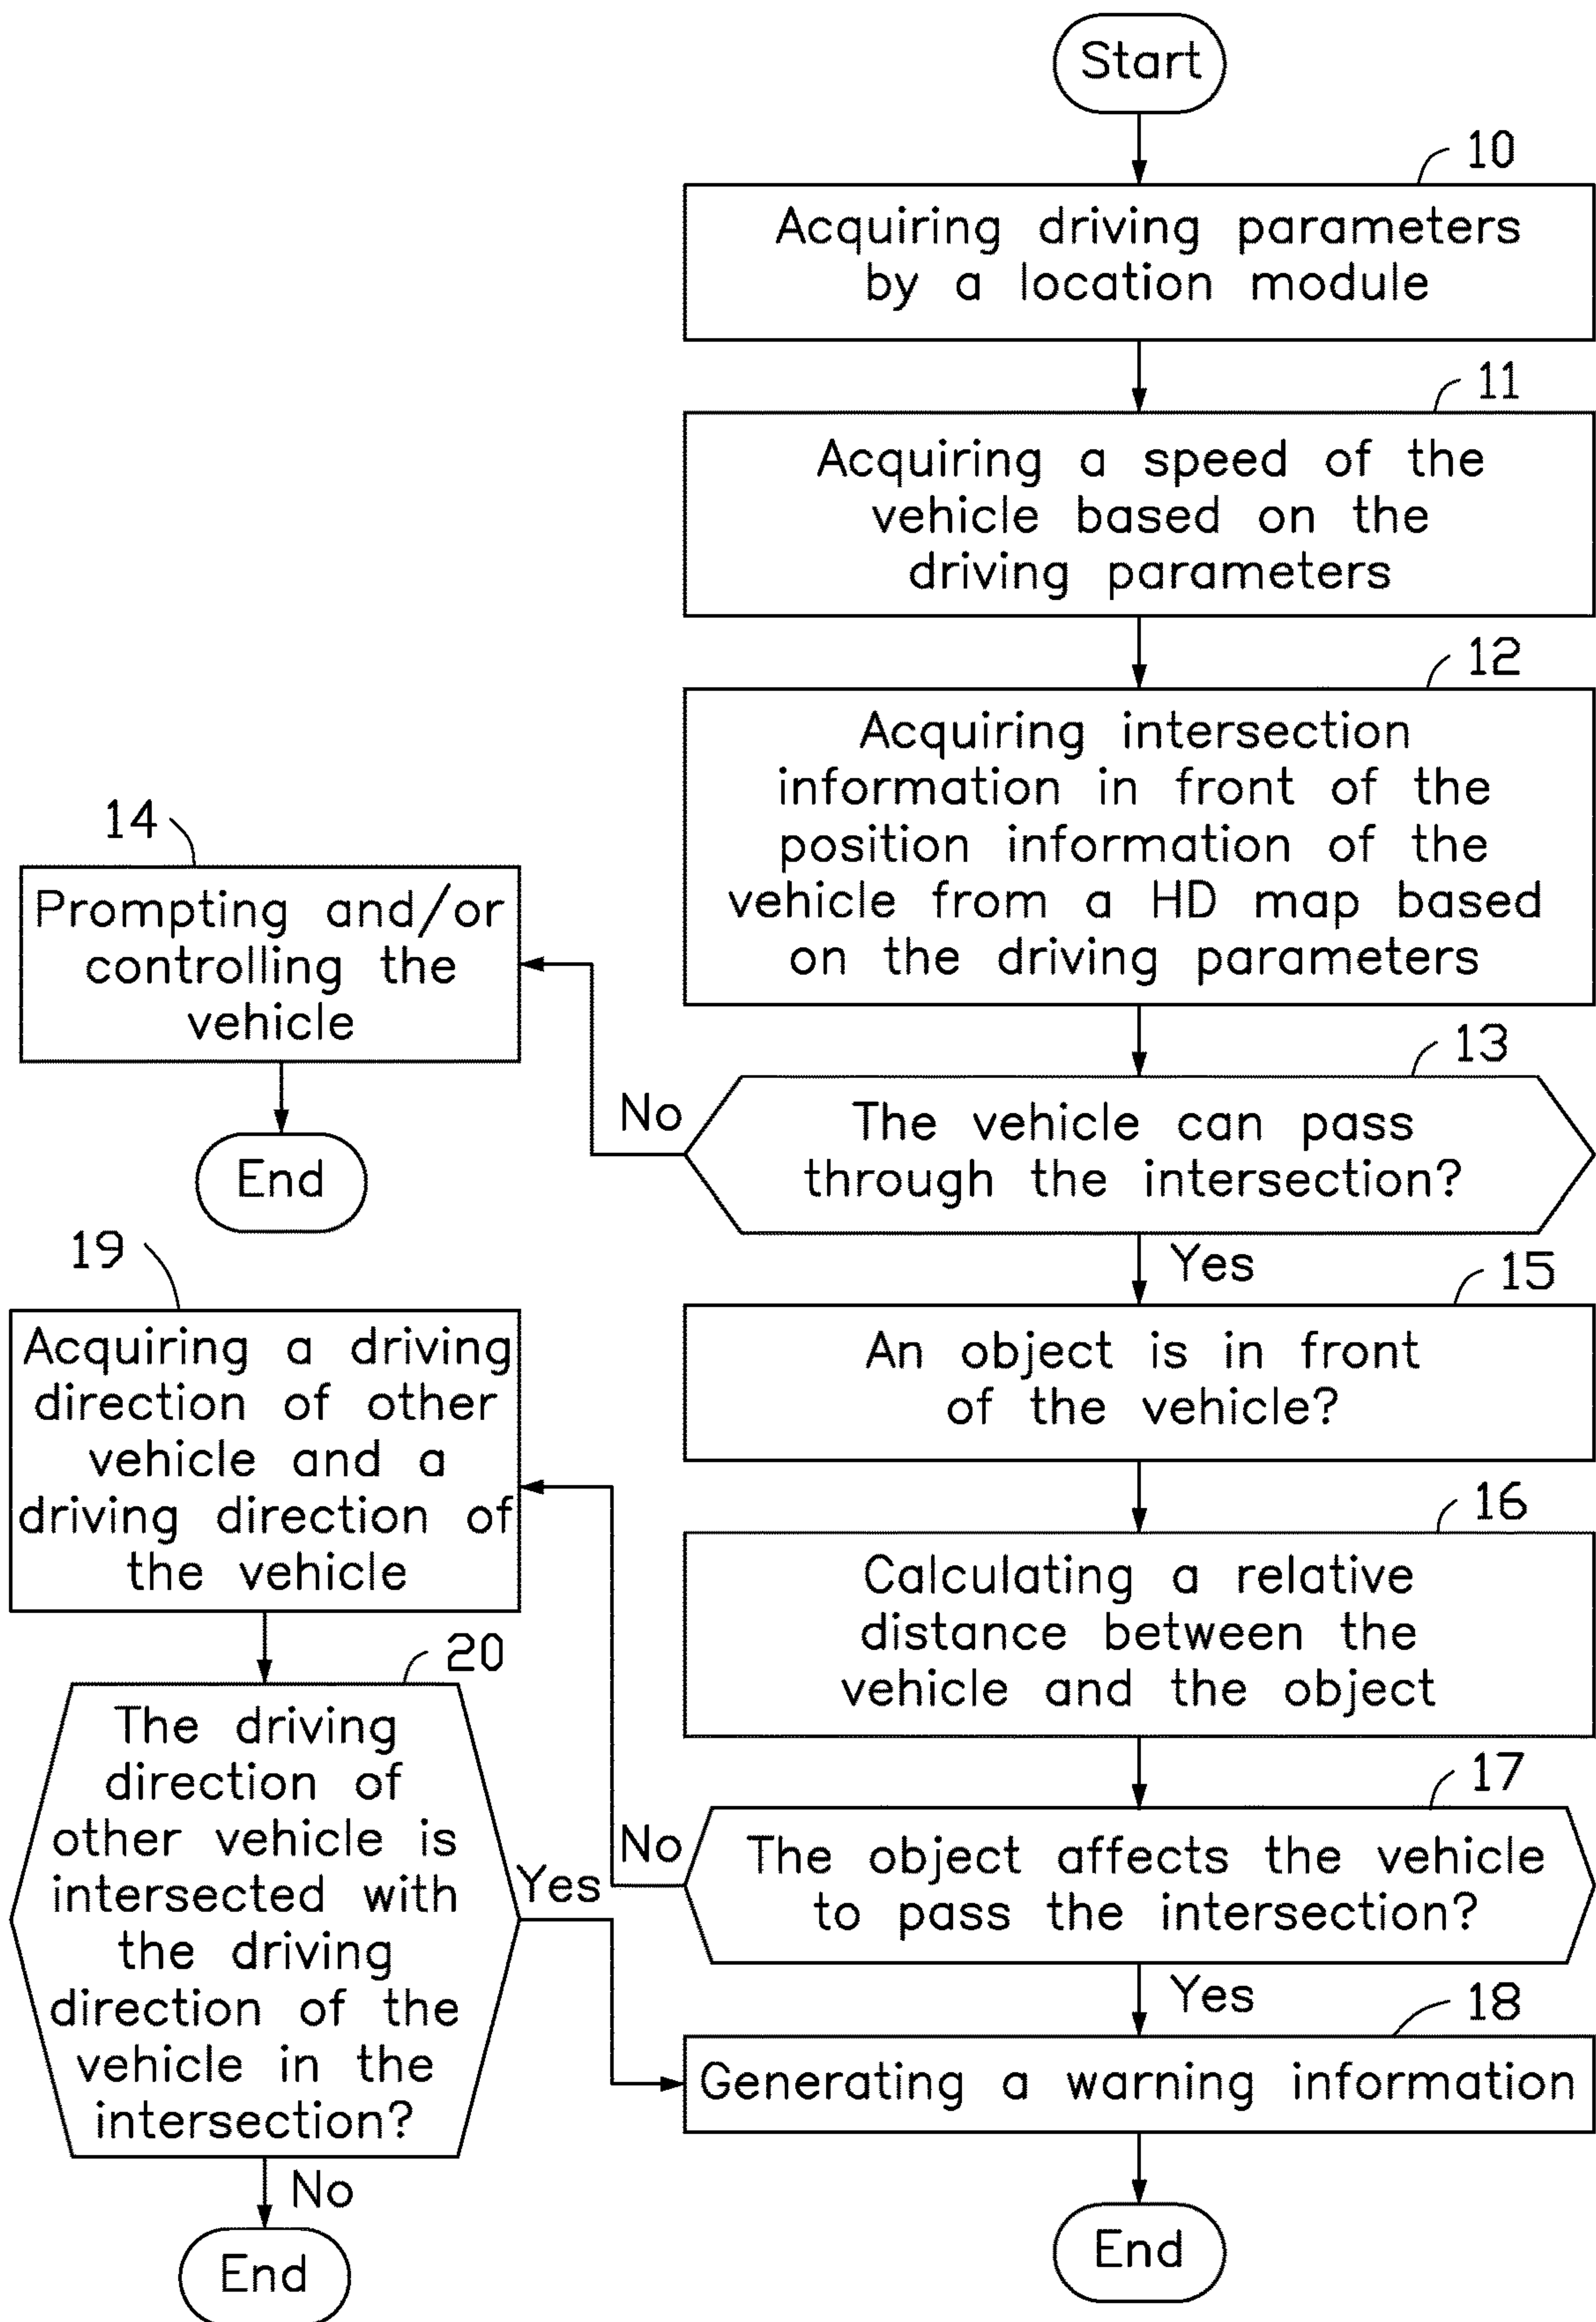 Start
10
Acquiring driving parameters
by a location module
11
Acquiring a speed of the
vehicle based on the
driving parameters
12
Acquiring intersection
information in front of the
position information of the
vehicle from a HD map based
on the driving parameters
13
The vehicle can pass
through the intersection?
No
14
Prompting and/or
controlling the
vehicle
End
Yes
15
An object is in front
of the vehicle?
16
Calculating a relative
distance between the
vehicle and the object
17
The object affects the vehicle
to pass the intersection?
No
19
Acquiring a driving
direction of other
vehicle and a
driving direction of
the vehicle
20
The driving
direction of
other vehicle is
intersected with
the driving
direction of the
vehicle in the
intersection?
Yes
No
End
Yes
18
Generating a warning information
End